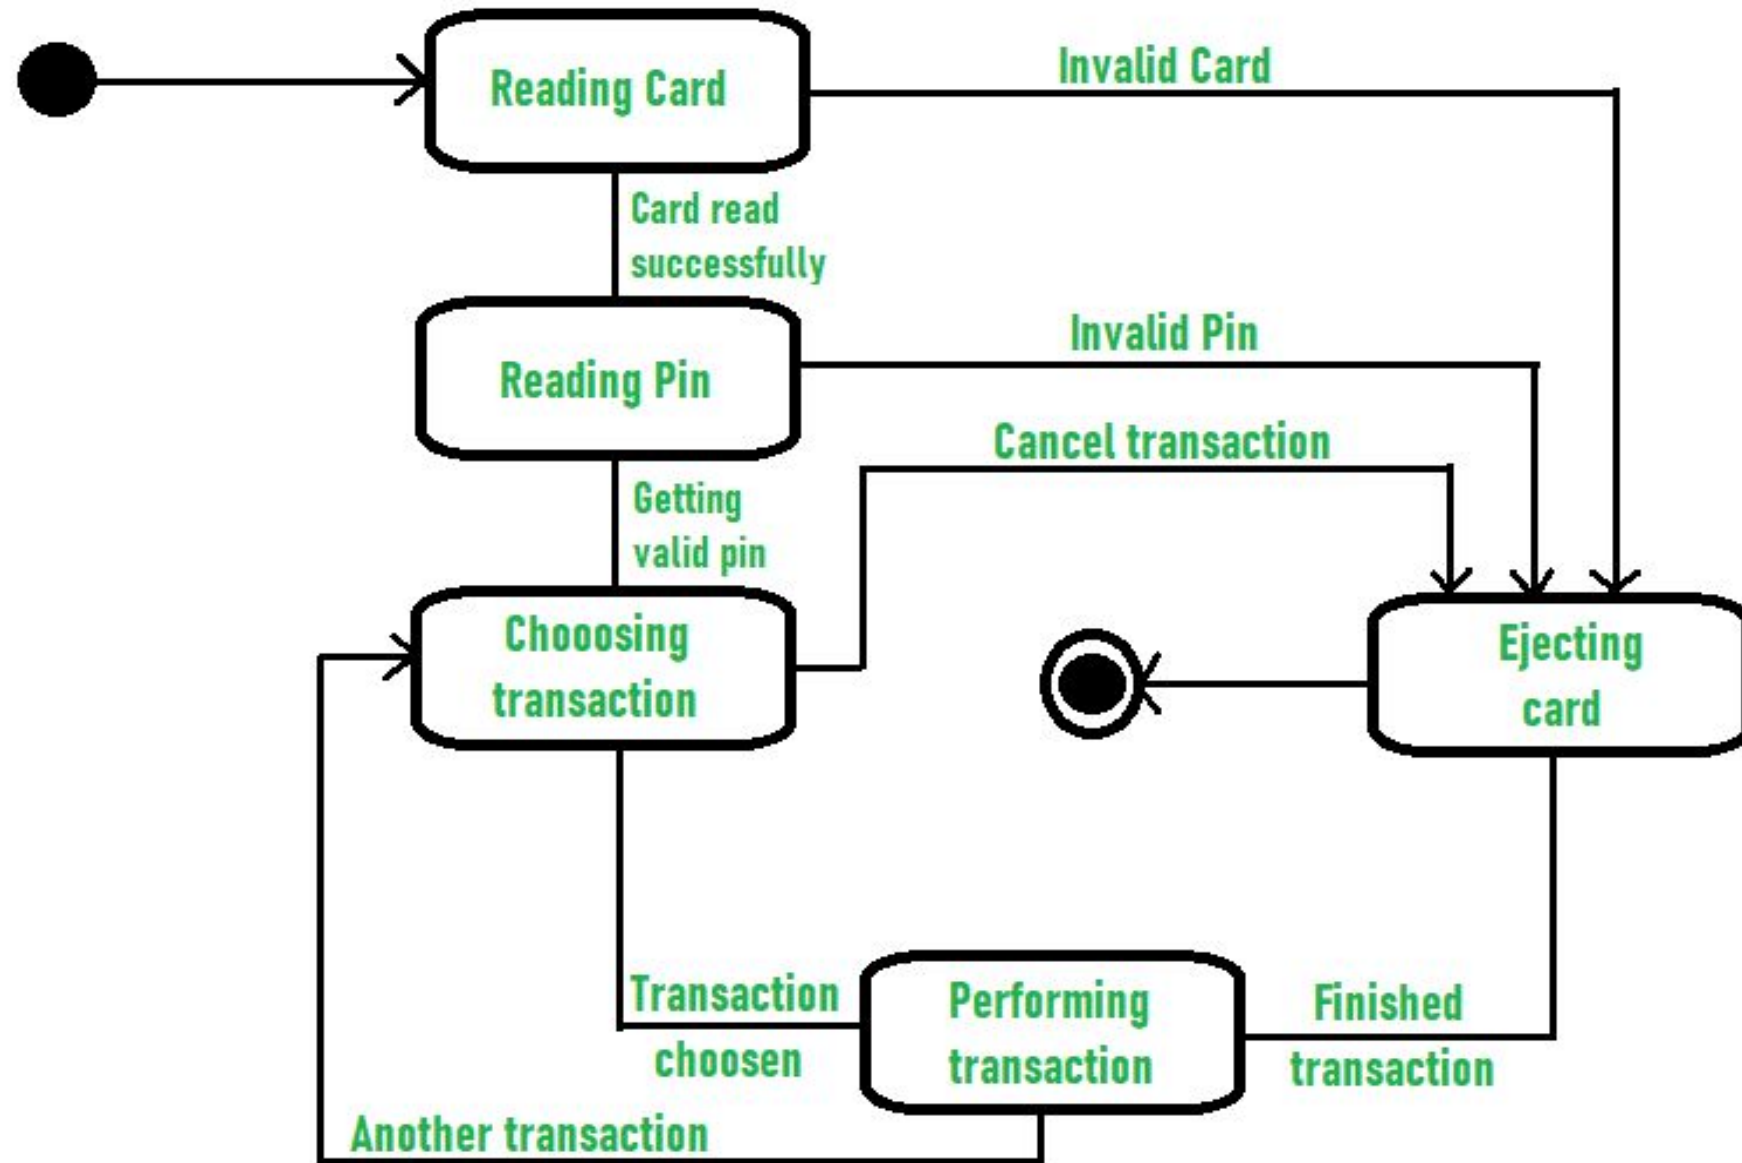 Reading Card
Invalid Card
Card read
successfully
Reading Pin
Invalid Pin
Cancel transaction
Getting
valid pin
Chooosing
transaction
Ejecting
card
Transaction
choosen
Performing
transaction
Finished
transaction
Another transaction